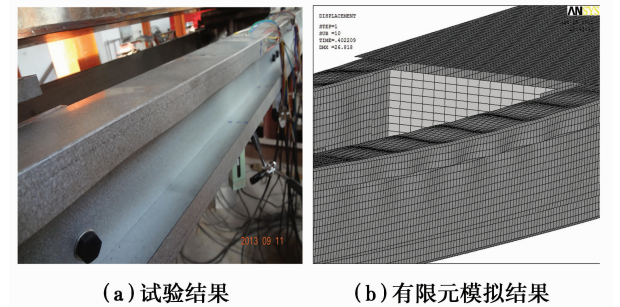 DISPLACEMENT
STEP=1
SUB =10
TIME=.402209
DMX =26.818
ANSYS
2013 09 11
(a)试验结果
(b)有限元模拟结果